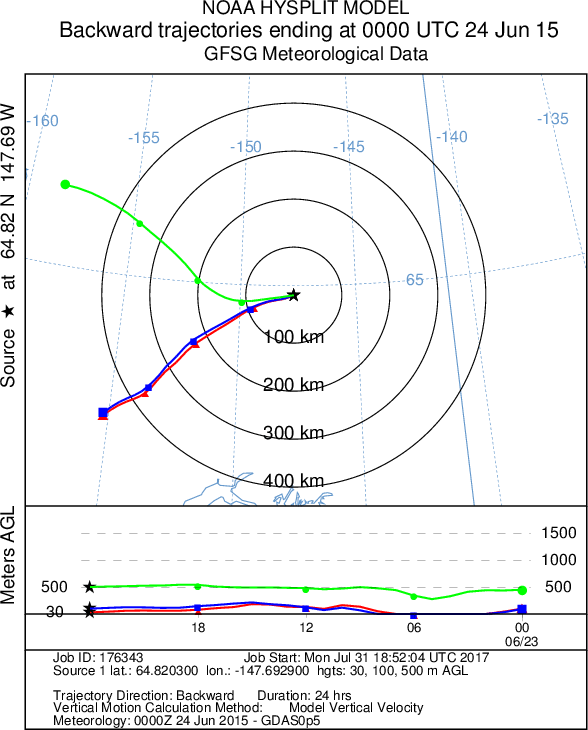 NOAA HYSPLIT MODEL
Backward trajectories ending at 0000 UTC 24 Jun 15
GFSG Meteorological Data
Source ★ at 64.82 N 147.69 W
-160
-155
-150
-145
-140
-135
65
100 km
200 km
300 km
400 km
Meters AGL
1500
1000
500
500
30
18
12
06
00
06/23
Job ID: 176343 Job Start: Mon Jul 31 18:52:04 UTC 2017
Source 1 lat.: 64.820300 lon.: -147.692900 hgts: 30, 100, 500 m AGL
Trajectory Direction: Backward Duration: 24 hrs
Vertical Motion Calculation Method: Model Vertical Velocity
Meteorology: 0000Z 24 Jun 2015 - GDAS0p5